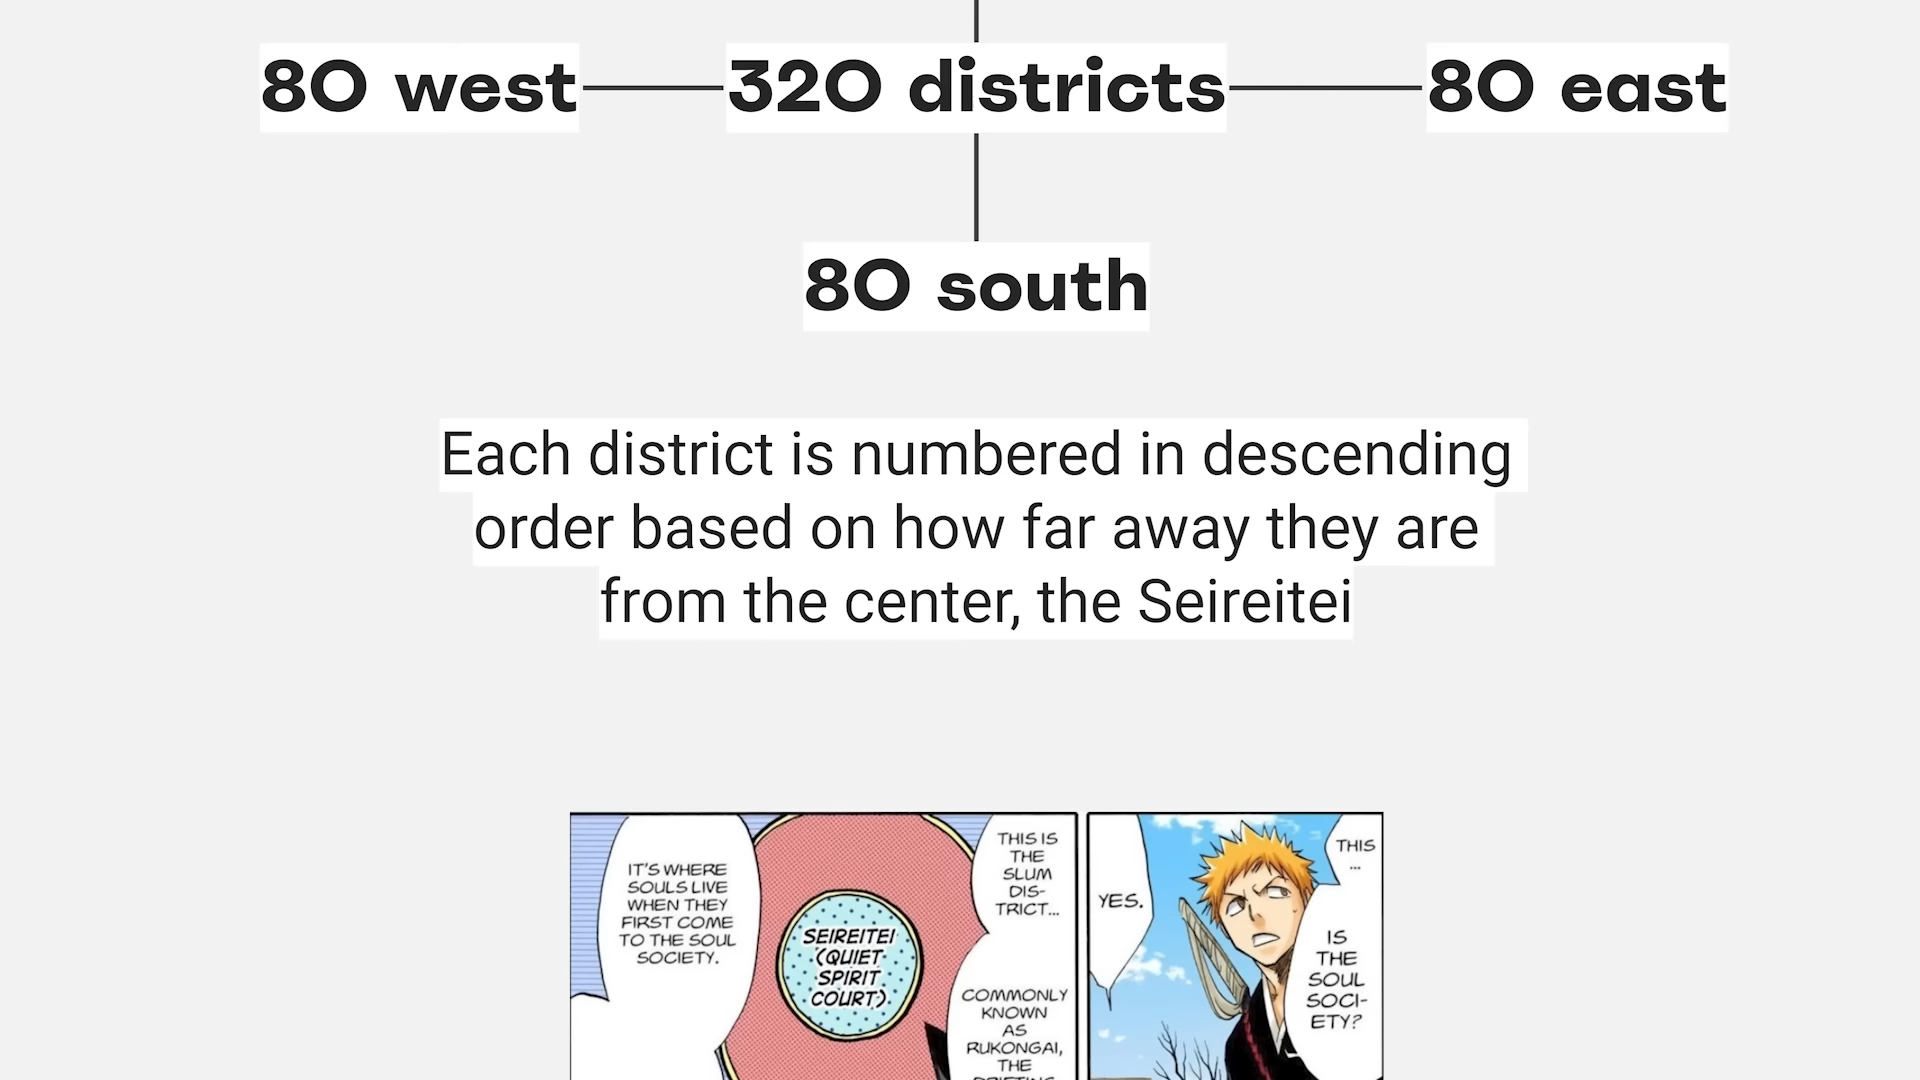 80 west
320 districts
80 east
80 south
Each district is numbered in descending
order based on how far away they are
from the center, the Seireitei
THIS
...
IS
THE
SOUL
SOCI-
ETY?
YES.
THIS IS
THE
SLUM
DIS-
TRICT...
COMMONLY
KNOWN
AS
RUKONGAI,
THE
SEIREITEI
(QUIET
SPIRIT
COURT).
IT'S WHERE
SOULS LIVE
WHEN THEY
FIRST COME
TO THE SOUL
SOCIETY.